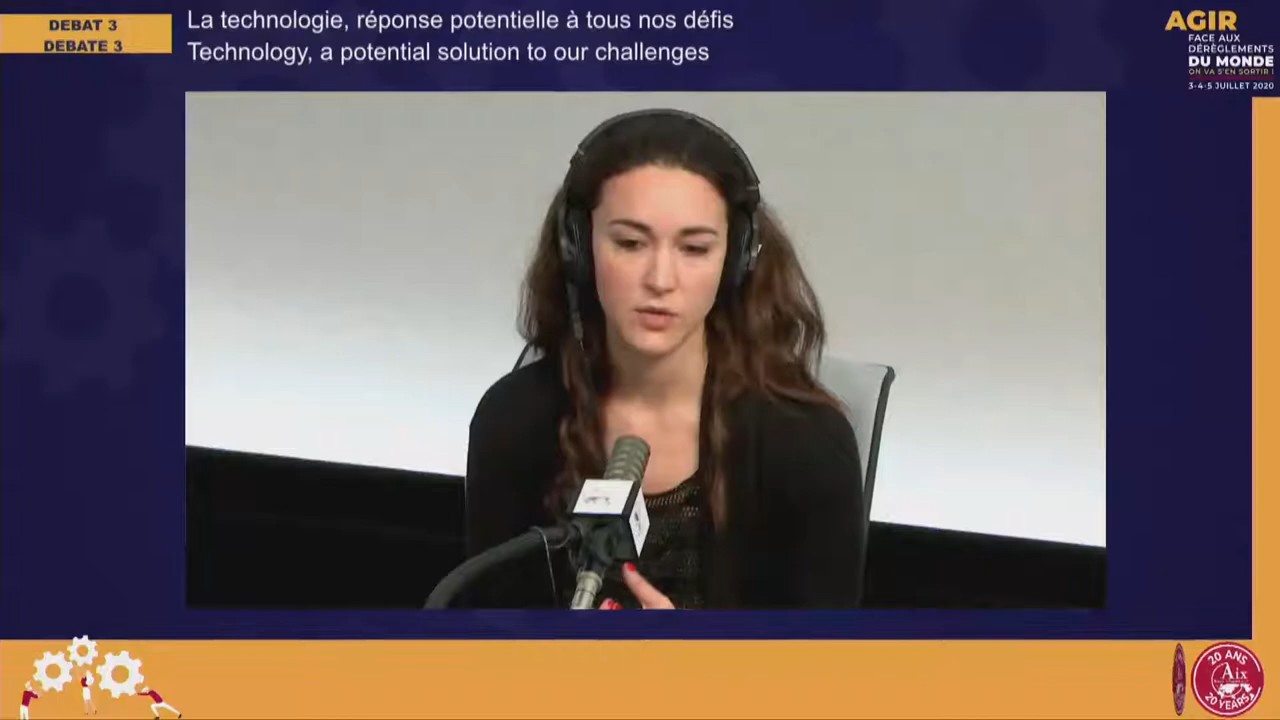 DEBAT 3
DEBATE 3
La technologie, réponse potentielle à tous nos défis
Technology, a potential solution to our challenges
AGIR
FACE AUX
DÉRÈGLEMENTS
DU MONDE
ON VA S'EN SORTIR !
3-4-5 JUILLET 2020
20 ANS
Aix
20 YEARS